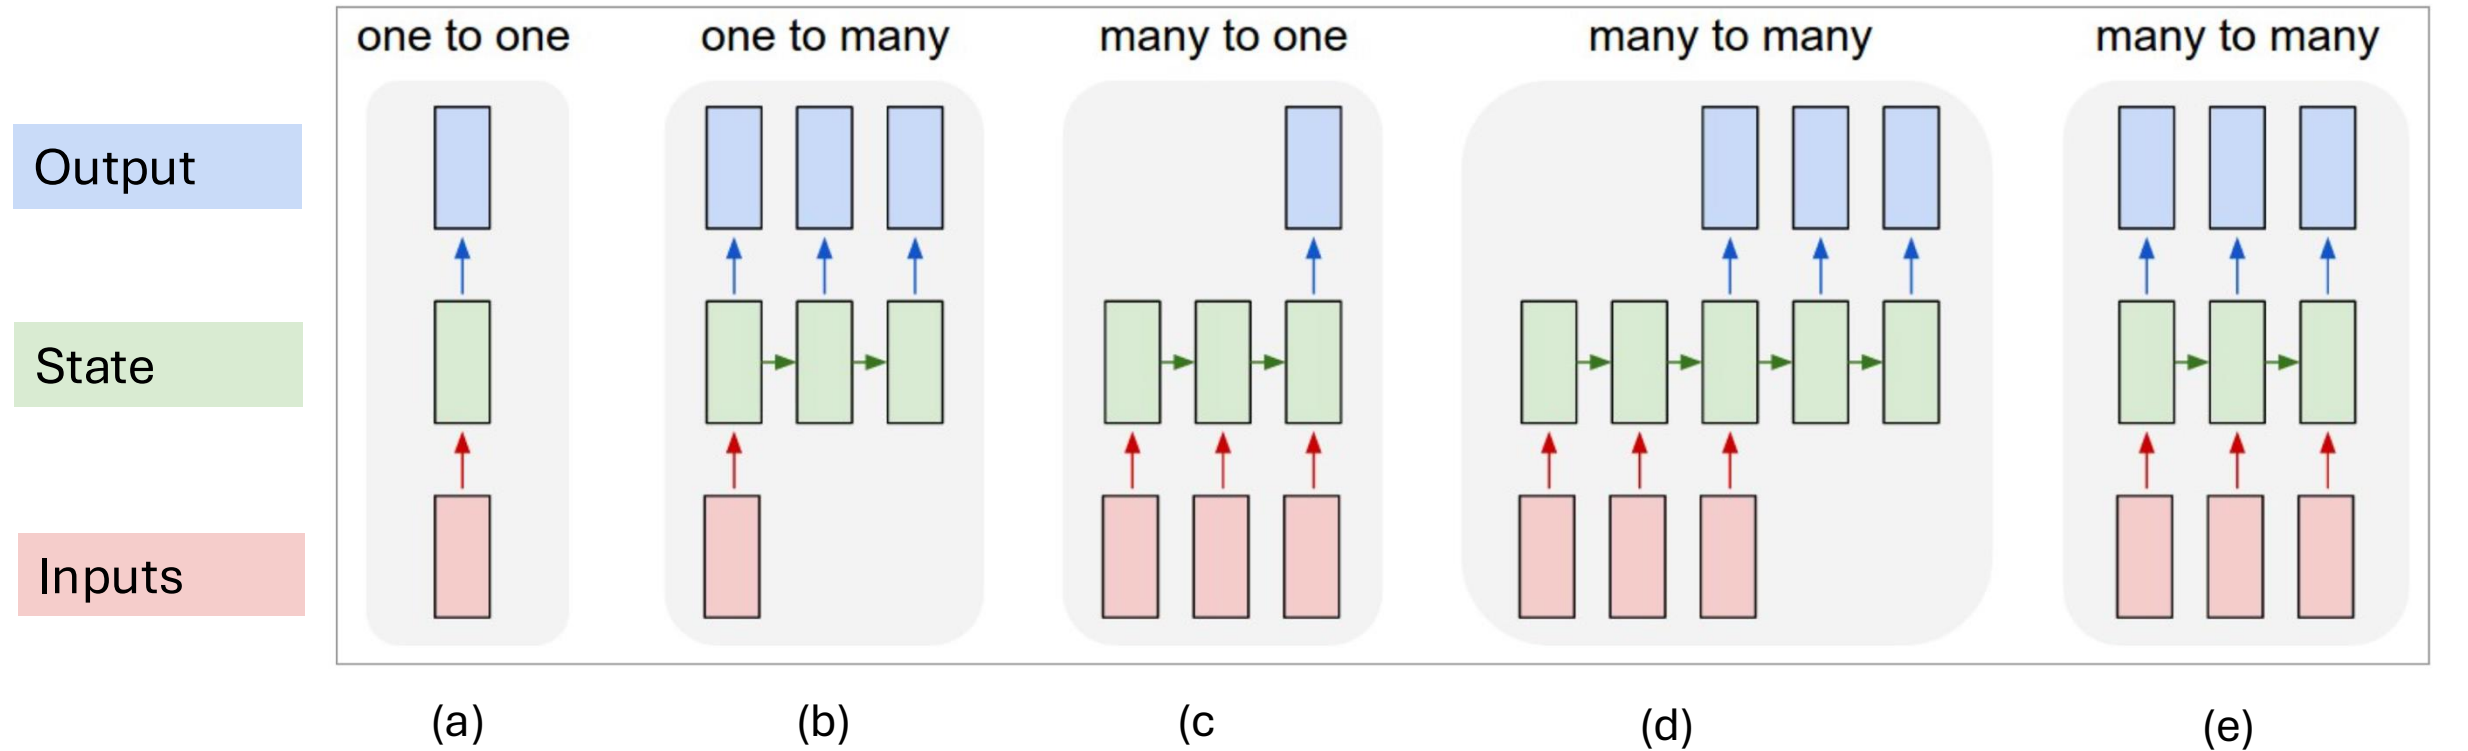 one to one
one to many
many to one
many to many
many to many
Output
State
Inputs
(a)
(b)
(c
(d)
(e)